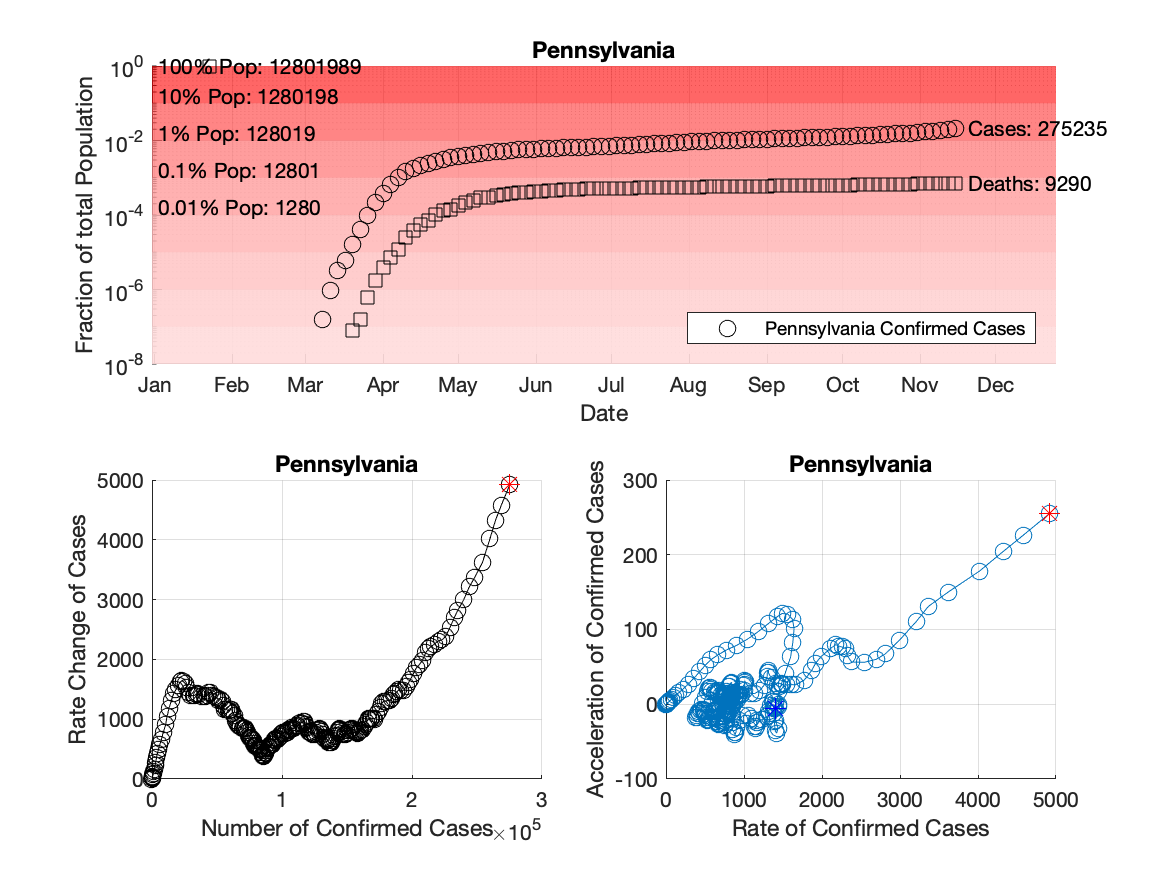 Pennsylvania
Fraction of total Population
10^0
10^-2
10^-4
10^-6
10^-8
100% Pop: 12801989
10% Pop: 1280198
1% Pop: 128019
0.1% Pop: 12801
0.01% Pop: 1280
Cases: 275235
Deaths: 9290
Pennsylvania Confirmed Cases
Jan Feb Mar Apr May Jun Jul Aug Sep Oct Nov Dec
Date
Pennsylvania
Rate Change of Cases
5000
4000
3000
2000
1000
0
0 1 2 3
Number of Confirmed Cases ×10^5
Pennsylvania
Acceleration of Confirmed Cases
300
200
100
0
-100
0 1000 2000 3000 4000 5000
Rate of Confirmed Cases